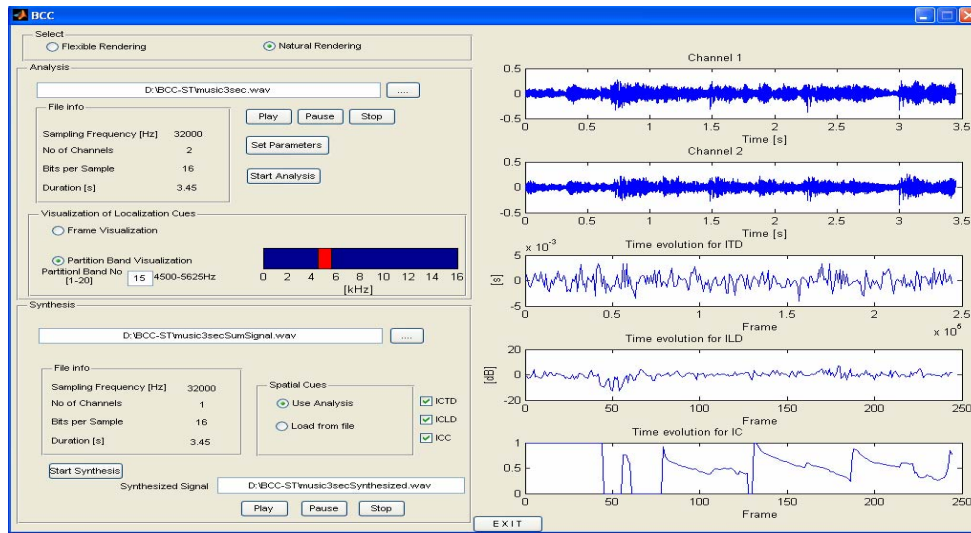 BCC
Select
Flexible Rendering
Natural Rendering
Analysis
D:\BCC-ST\music3sec.wav
....
File info
Sampling Frequency [Hz] 32000
No of Channels 2
Bits per Sample 16
Duration [s] 3.45
Play
Pause
Stop
Set Parameters
Start Analysis
Visualization of Localization Cues
Frame Visualization
Partition Band Visualization
Partitionl Band No
[1-20]
15
4500-5625Hz
0 2 4 6 8 10 12 14 16
[kHz]
Synthesis
D:\BCC-ST\music3secSumSignal.wav
....
File info
Sampling Frequency [Hz] 32000
No of Channels 1
Bits per Sample 16
Duration [s] 3.45
Spatial Cues
Use Analysis
Load from file
ICTD
ICLD
ICC
Start Synthesis
Synthesized Signal
D:\BCC-ST\music3secSynthesized.wav
Play
Pause
Stop
EXIT
Channel 1
0.5
0
-0.5
0 0.5 1 1.5 2 2.5 3 3.5
Time [s]
Channel 2
0.5
0
-0.5
0 0.5 1 1.5 2 2.5 3 3.5
Time [s]
x 10⁻³
Time evolution for ITD
5
0
-5
[s]
0 0.5 1 1.5 2 2.5
Frame
x 10⁵
Time evolution for ILD
20
0
-20
[dB]
0 50 100 150 200 250
Frame
Time evolution for IC
1
0.5
0
0 50 100 150 200 250
Frame